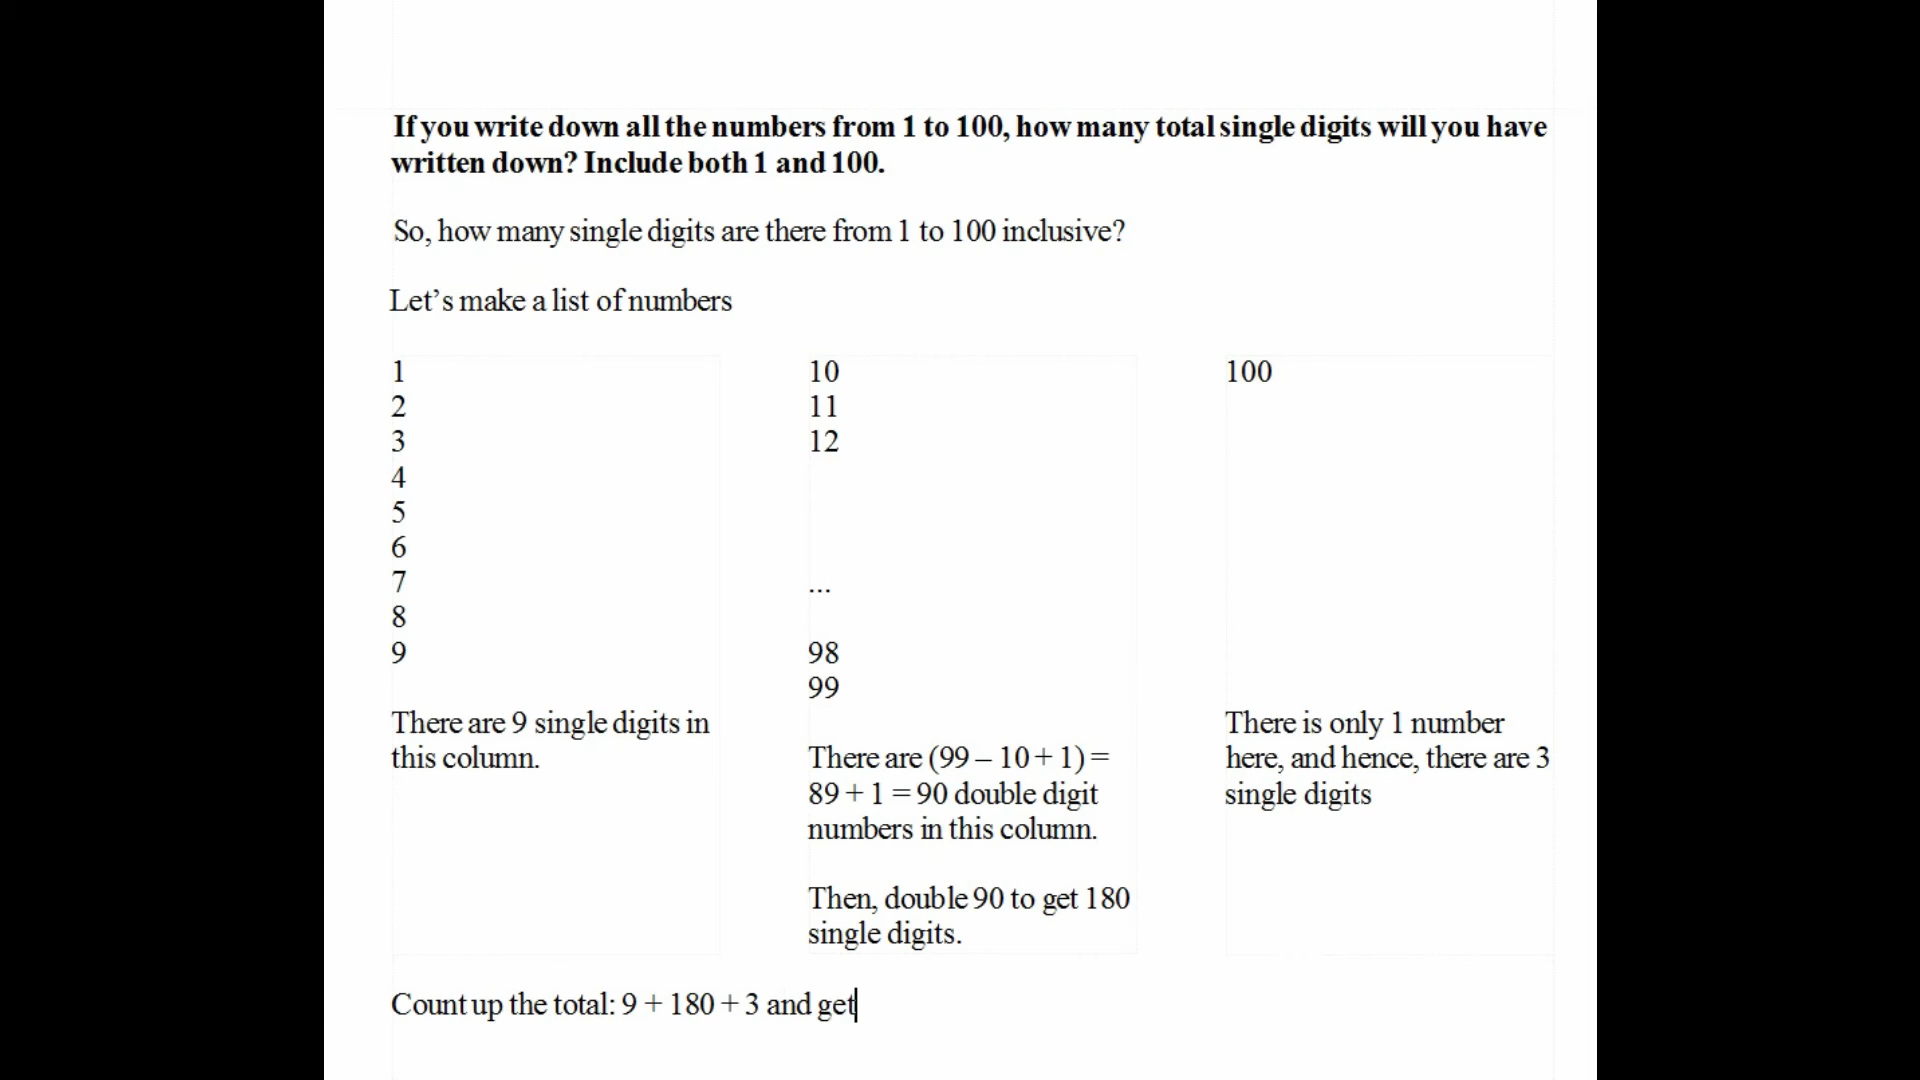 If you write down all the numbers from 1 to 100, how many total single digits will you have
written down? Include both 1 and 100.
So, how many single digits are there from 1 to 100 inclusive?
Let’s make a list of numbers
1
2
3
4
5
6
7
8
9
There are 9 single digits in
this column.
10
11
12
...
98
99
There are (99 – 10 + 1) =
89 + 1 = 90 double digit
numbers in this column.
Then, double 90 to get 180
single digits.
100
There is only 1 number
here, and hence, there are 3
single digits
Count up the total: 9 + 180 + 3 and get